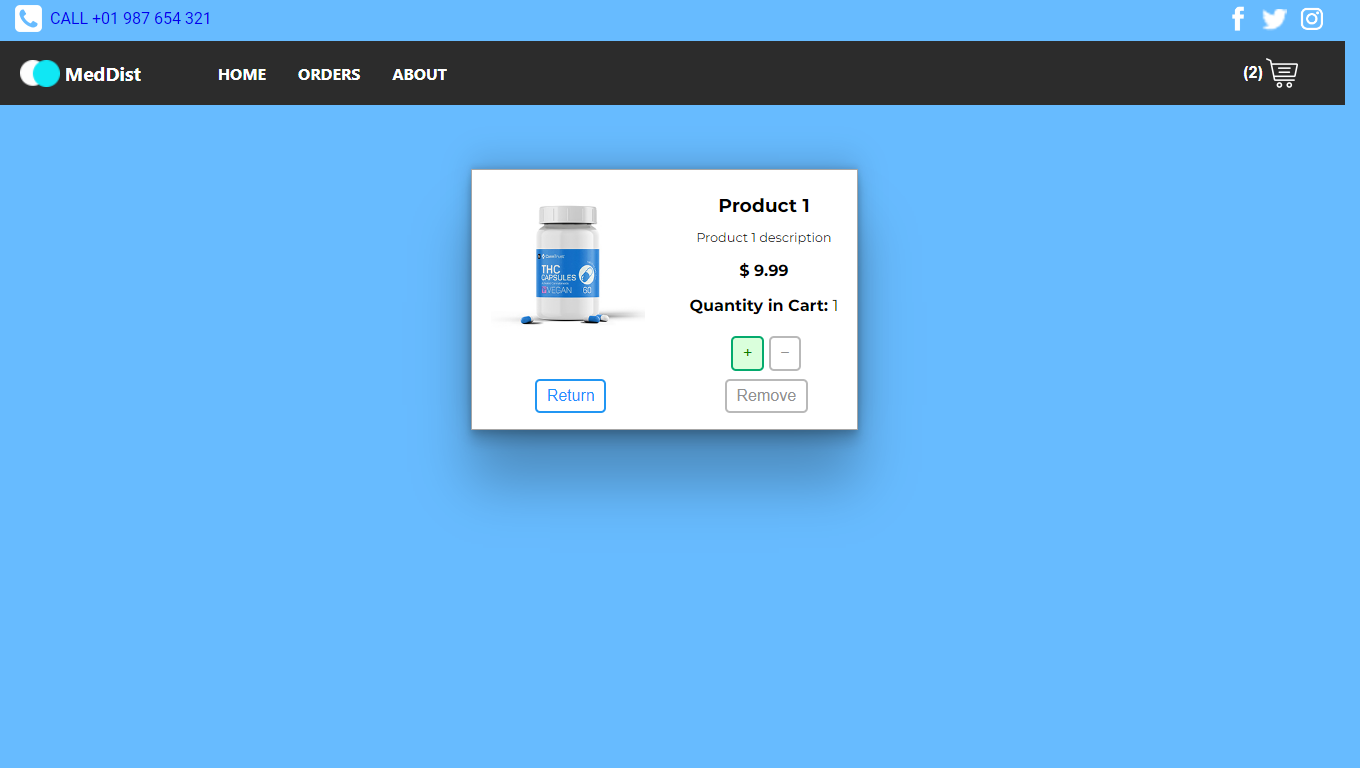 CALL +01 987 654 321
MedDist
HOME
ORDERS
ABOUT
(2)
Product 1
Product 1 description
$ 9.99
Quantity in Cart: 1
+
−
Return
Remove
THC
CAPSULES
VEGAN
60